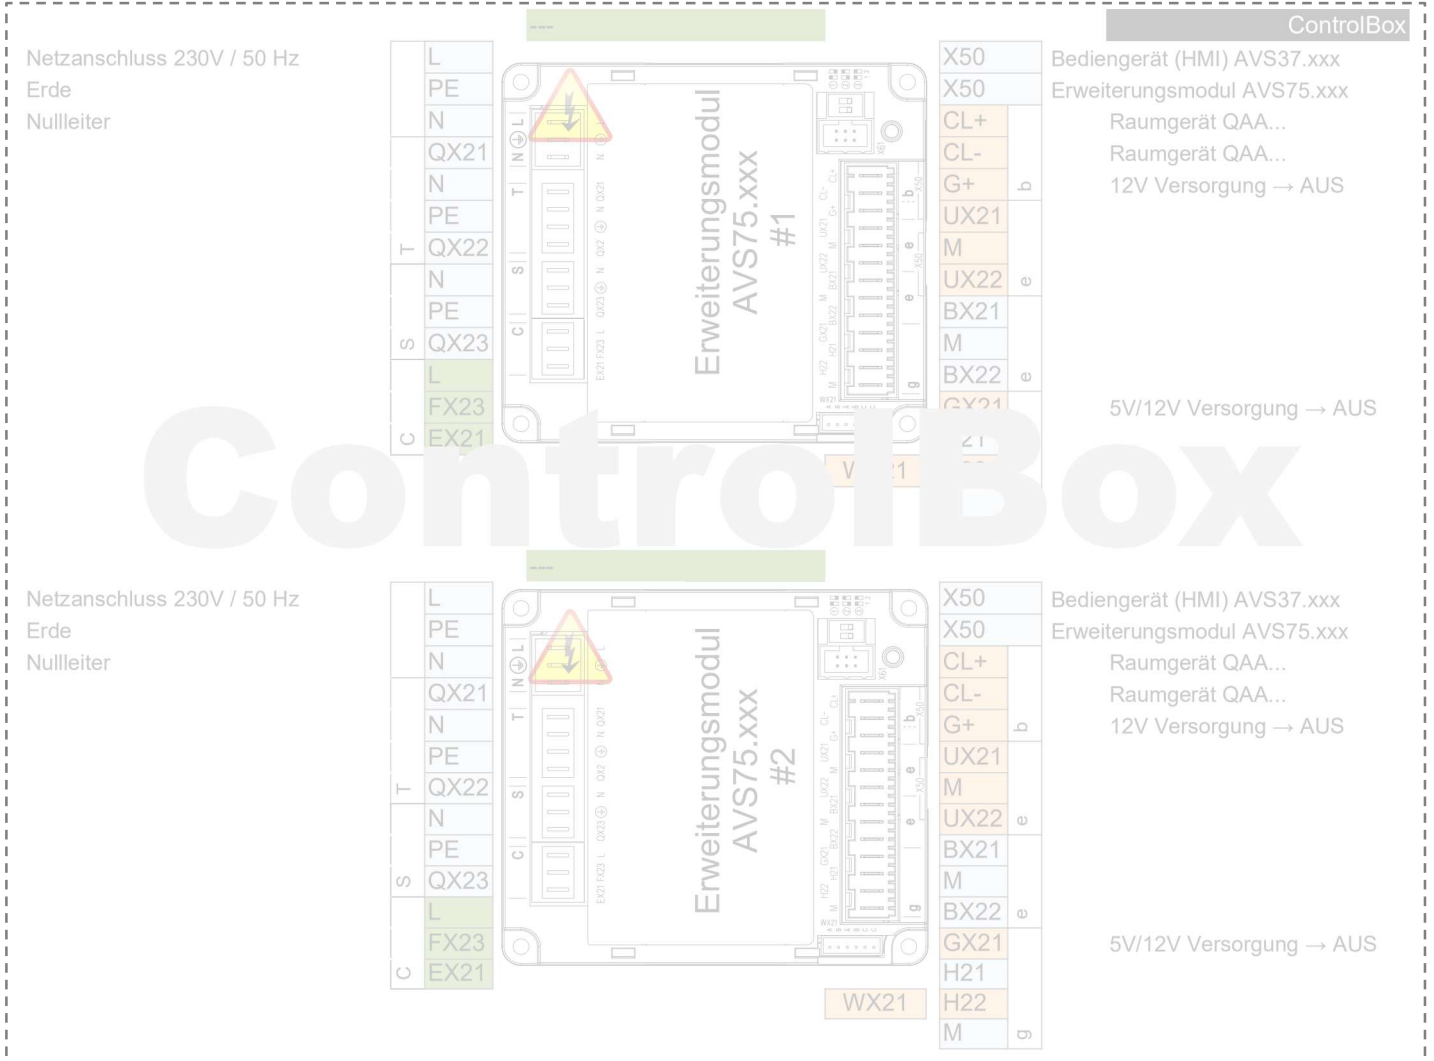 ---- ControlBox
Netzanschluss 230V / 50 Hz L X50 Bediengerät (HMI) AVS37.xxx
Erde PE X50 Erweiterungsmodul AVS75.xxx
Nullleiter N CL+ Raumgerät QAA...
QX21 CL- Raumgerät QAA...
N G+ b 12V Versorgung → AUS
PE UX21
T QX22 M
N UX22 e
PE BX21
S QX23 M
L BX22 e
FX23 GX21 5V/12V Versorgung → AUS
C EX21
Erweiterungsmodul
AVS75.xxx
#1
ControlBox
----
Netzanschluss 230V / 50 Hz L X50 Bediengerät (HMI) AVS37.xxx
Erde PE X50 Erweiterungsmodul AVS75.xxx
Nullleiter N CL+ Raumgerät QAA...
QX21 CL- Raumgerät QAA...
N G+ b 12V Versorgung → AUS
PE UX21
T QX22 M
N UX22 e
PE BX21
S QX23 M
L BX22 e
FX23 GX21 5V/12V Versorgung → AUS
C EX21 H21
WX21 H22
M g
Erweiterungsmodul
AVS75.xxx
#2